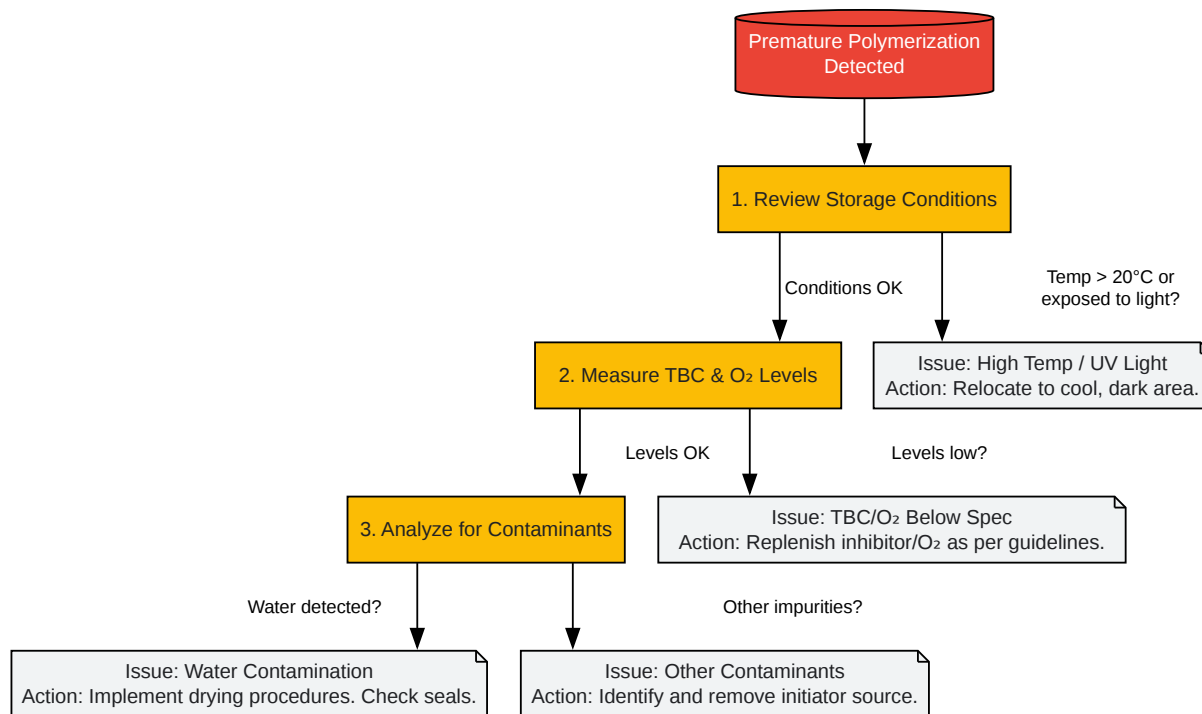 Premature Polymerization
Detected
1. Review Storage Conditions
Conditions OK
Temp > 20°C or
exposed to light?
2. Measure TBC & O₂ Levels
Issue: High Temp / UV Light
Action: Relocate to cool, dark area.
Levels OK
Levels low?
3. Analyze for Contaminants
Issue: TBC/O₂ Below Spec
Action: Replenish inhibitor/O₂ as per guidelines.
Water detected?
Other impurities?
Issue: Water Contamination
Action: Implement drying procedures. Check seals.
Issue: Other Contaminants
Action: Identify and remove initiator source.